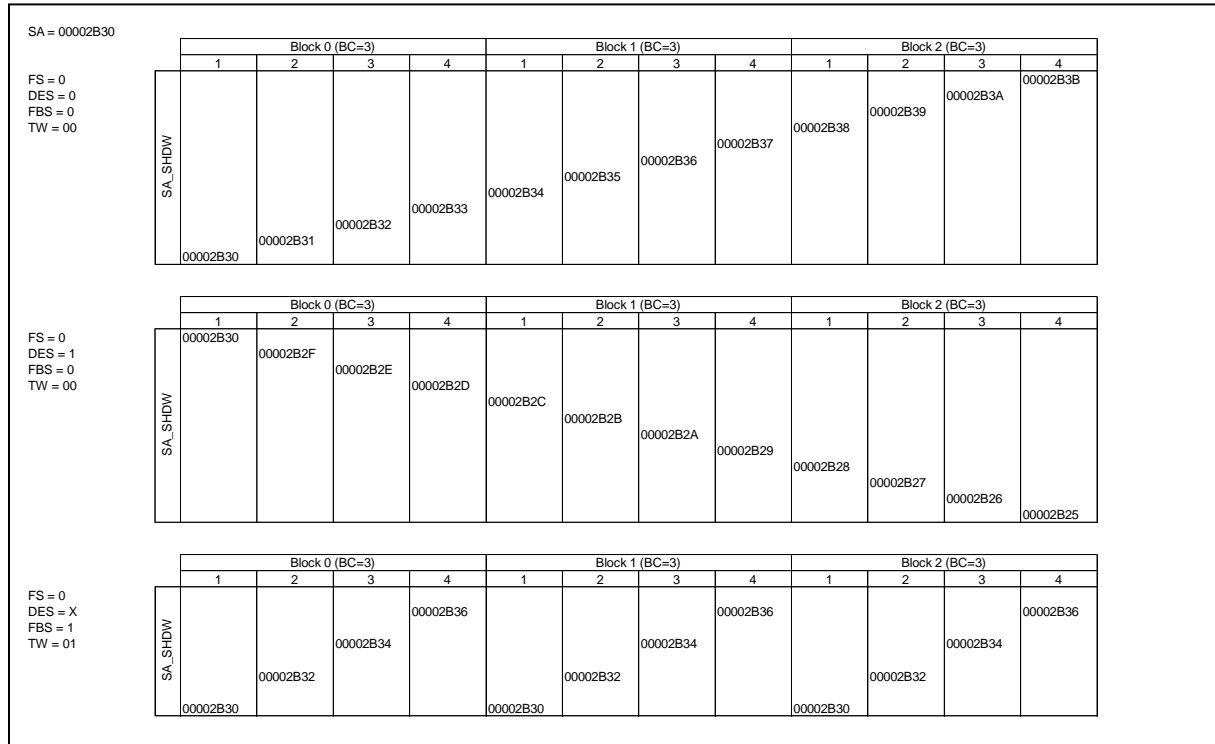 SA = 00002B30
Block 0 (BC=3) Block 1 (BC=3) Block 2 (BC=3)
1 2 3 4 1 2 3 4 1 2 3 4
FS = 0
DES = 0
FBS = 0
TW = 00
SA_SHDW
00002B3B
00002B3A
00002B39
00002B38
00002B37
00002B36
00002B35
00002B34
00002B33
00002B32
00002B31
00002B30
Block 0 (BC=3) Block 1 (BC=3) Block 2 (BC=3)
1 2 3 4 1 2 3 4 1 2 3 4
FS = 0
DES = 1
FBS = 0
TW = 00
SA_SHDW
00002B30
00002B2F
00002B2E
00002B2D
00002B2C
00002B2B
00002B2A
00002B29
00002B28
00002B27
00002B26
00002B25
Block 0 (BC=3) Block 1 (BC=3) Block 2 (BC=3)
1 2 3 4 1 2 3 4 1 2 3 4
FS = 0
DES = X
FBS = 1
TW = 01
SA_SHDW
00002B36 00002B36 00002B36
00002B34 00002B34 00002B34
00002B32 00002B32 00002B32
00002B30 00002B30 00002B30